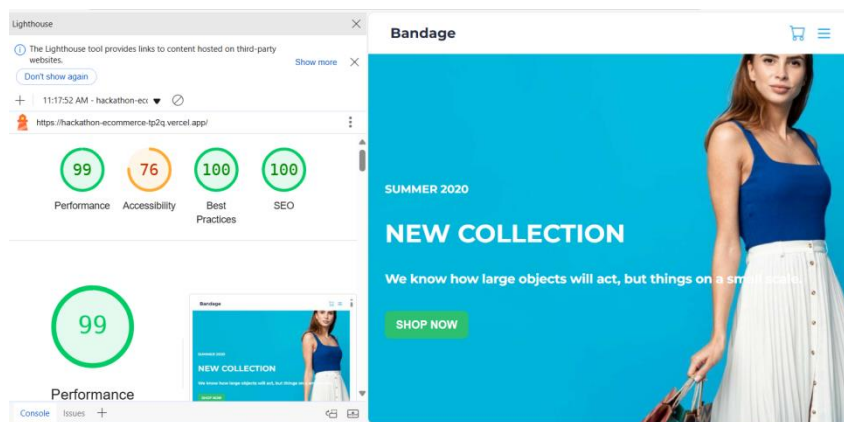 Lighthouse
The Lighthouse tool provides links to content hosted on third-party
websites.
Show more
Don't show again
11:17:52 AM - hackathon-ecc
https://hackathon-ecommerce-tp2q.vercel.app/
99
76
100
100
Performance
Accessibility
Best
Practices
SEO
99
Performance
Bandage
SUMMER 2020
NEW COLLECTION
We know how large objects will act, but things on a
SHOP NOW
Console
Issues
Bandage
SUMMER 2020
NEW COLLECTION
We know how large objects will act, but things on a small scale.
SHOP NOW